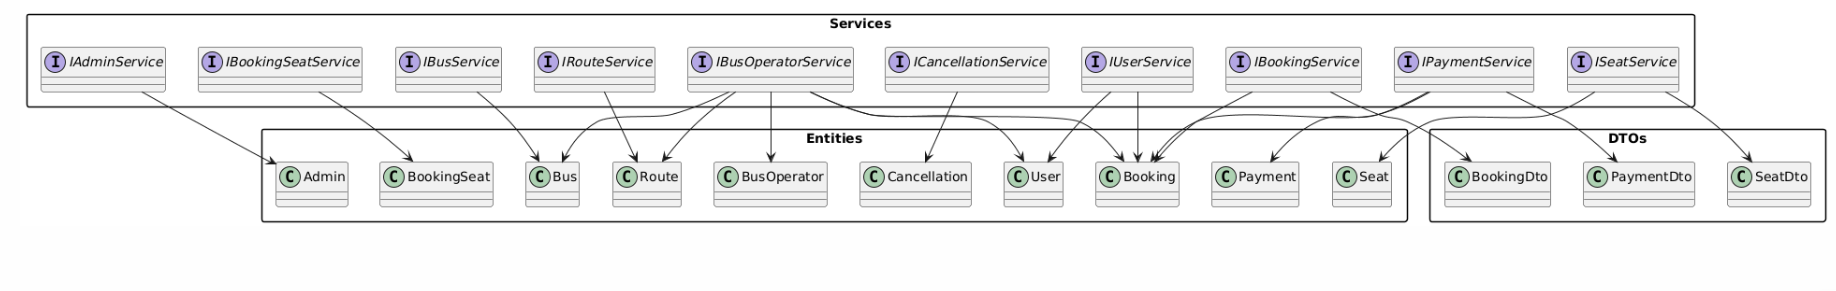 Services
I IAdminService
I IBookingSeatService
I IBusService
I IRouteService
I IBusOperatorService
I ICancellationService
I IUserService
I IBookingService
I IPaymentService
I ISeatService
Entities
DTOs
C Admin
C BookingSeat
C Bus
C Route
C BusOperator
C Cancellation
C User
C Booking
C Payment
C Seat
C BookingDto
C PaymentDto
C SeatDto